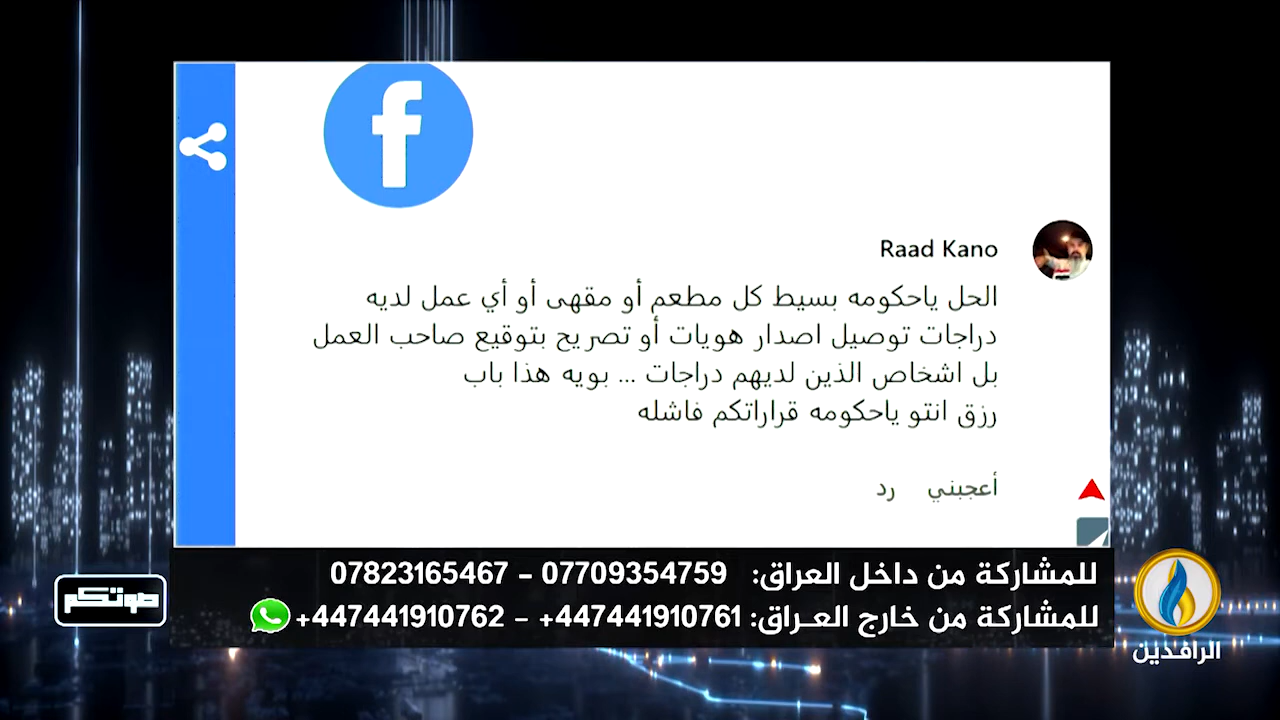 f
Raad Kano
الحل ياحكومه بسيط كل مطعم أو مقهى أو أي عمل لديه
دراجات توصيل اصدار هويات أو تصريح بتوقيع صاحب العمل
بل اشخاص الذين لديهم دراجات ... بويه هذا باب
رزق انتو ياحكومه قراراتكم فاشله
أعجبني رد
للمشاركة من داخل العراق: 07709354759 - 07823165467
للمشاركة من خارج العـراق: 447441910761+ - 447441910762+
صوتكم
الرافدين